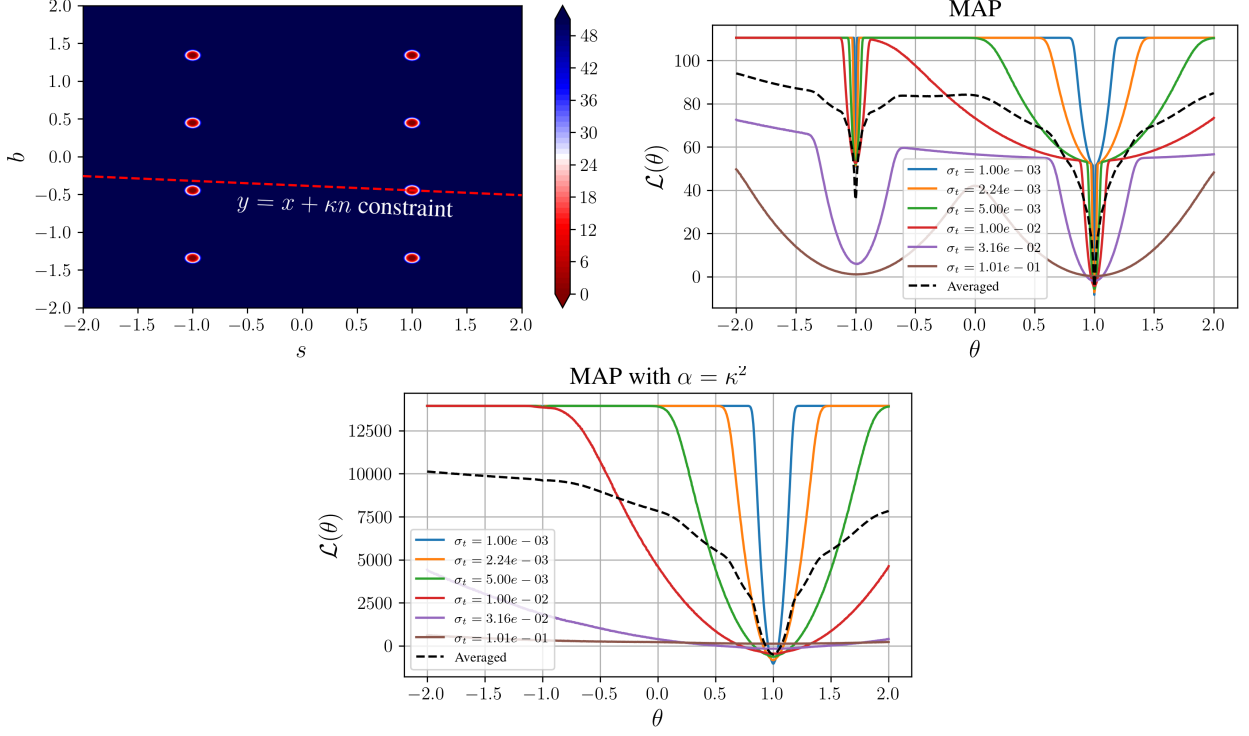 2.0
1.5
1.0
0.5
0.0
−0.5
−1.0
−1.5
−2.0
b
−2.0 −1.5 −1.0 −0.5 0.0 0.5 1.0 1.5 2.0
s
y = x + κn constraint
48
42
36
30
24
18
12
6
0
MAP
100
80
60
40
20
0
ℒ(θ)
σt = 1.00e − 03
σt = 2.24e − 03
σt = 5.00e − 03
σt = 1.00e − 02
σt = 3.16e − 02
σt = 1.01e − 01
Averaged
−2.0 −1.5 −1.0 −0.5 0.0 0.5 1.0 1.5 2.0
θ
MAP with α = κ²
12500
10000
7500
5000
2500
0
ℒ(θ)
σt = 1.00e − 03
σt = 2.24e − 03
σt = 5.00e − 03
σt = 1.00e − 02
σt = 3.16e − 02
σt = 1.01e − 01
Averaged
−2.0 −1.5 −1.0 −0.5 0.0 0.5 1.0 1.5 2.0
θ